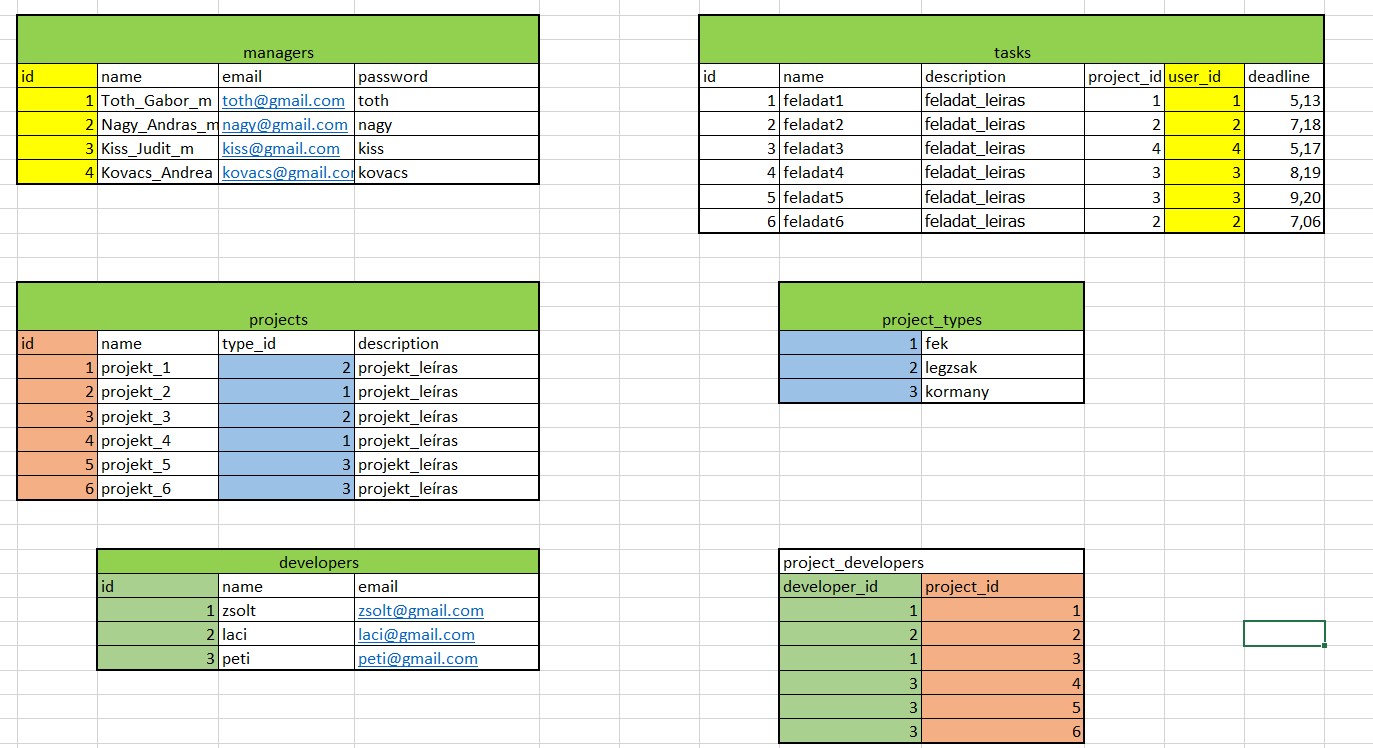 managers
id name email password
1 Toth_Gabor_m toth@gmail.com toth
2 Nagy_Andras_m nagy@gmail.com nagy
3 Kiss_Judit_m kiss@gmail.com kiss
4 Kovacs_Andrea kovacs@gmail.cor kovacs
tasks
id name description project_id user_id deadline
1 feladat1 feladat_leiras 1 1 5,13
2 feladat2 feladat_leiras 2 2 7,18
3 feladat3 feladat_leiras 4 4 5,17
4 feladat4 feladat_leiras 3 3 8,19
5 feladat5 feladat_leiras 3 3 9,20
6 feladat6 feladat_leiras 2 2 7,06
projects
id name type_id description
1 projekt_1 2 projekt_leíras
2 projekt_2 1 projekt_leíras
3 projekt_3 2 projekt_leíras
4 projekt_4 1 projekt_leíras
5 projekt_5 3 projekt_leíras
6 projekt_6 3 projekt_leíras
project_types
1 fek
2 legzsak
3 kormany
developers
id name email
1 zsolt zsolt@gmail.com
2 laci laci@gmail.com
3 peti peti@gmail.com
project_developers
developer_id project_id
1 1
2 2
1 3
3 4
3 5
3 6